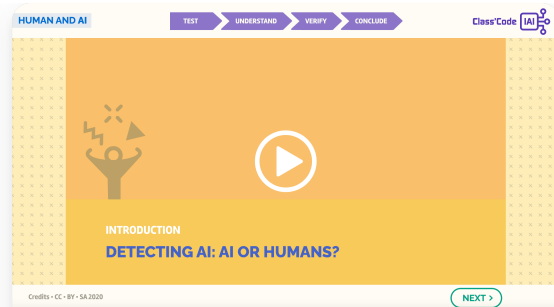 HUMAN AND AI
TEST
UNDERSTAND
VERIFY
CONCLUDE
Class'Code IAI
INTRODUCTION
DETECTING AI: AI OR HUMANS?
Credits • CC • BY • SA 2020
NEXT >